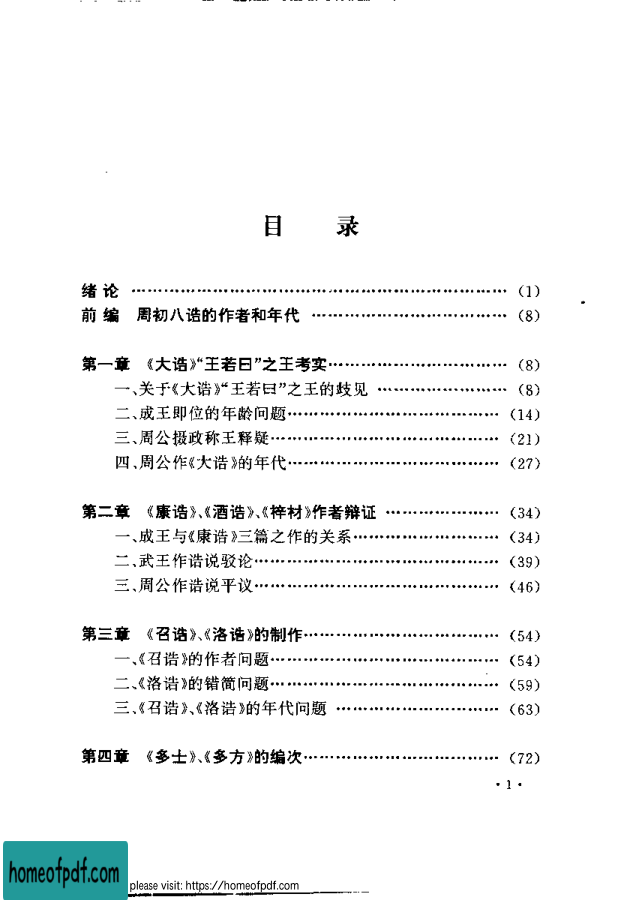 目 录
绪论 ………………………………………………………… (1)
前编 周初八诰的作者和年代 ……………………………… (8)
第一章 《大诰》“王若曰”之王考实…………………………… (8)
一、关于《大诰》“王若曰”之王的歧见 …………………… (8)
二、成王即位的年龄问题…………………………………… (14)
三、周公摄政称王释疑……………………………………… (21)
四、周公作《大诰》的年代…………………………………… (27)
第二章 《康诰》、《酒诰》、《梓材》作者辩证 ………………… (34)
一、成王与《康诰》三篇之作的关系………………………… (34)
二、武王作诰说驳论………………………………………… (39)
三、周公作诰说平议………………………………………… (46)
第三章 《召诰》、《洛诰》的制作……………………………… (54)
一、《召诰》的作者问题……………………………………… (54)
二、《洛诰》的错简问题……………………………………… (59)
三、《召诰》、《洛诰》的年代问题 …………………………… (63)
第四章 《多士》、《多方》的编次……………………………… (72)
· 1 ·
homeofpdf.com
please visit: https://homeofpdf.com